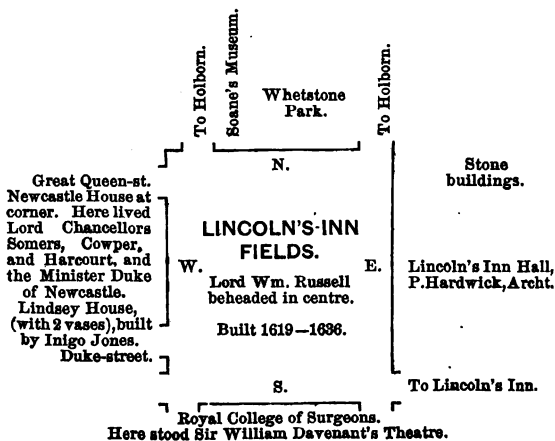 To Holborn.
Soane's Museum.
Whetstone
Park.
To Holborn.
N.
Stone
buildings.
Great Queen-st.
Newcastle House at
corner. Here lived
Lord Chancellors
Somers, Cowper,
and Harcourt, and
the Minister Duke
of Newcastle.
Lindsey House,
(with 2 vases), built
by Inigo Jones.
Duke-street.
W.
LINCOLN'S-INN
FIELDS.
Lord Wm. Russell
beheaded in centre.
Built 1619—1636.
E.
Lincoln's Inn Hall,
P. Hardwick, Archt.
S.
To Lincoln's Inn.
Royal College of Surgeons.
Here stood Sir William Davenant's Theatre.